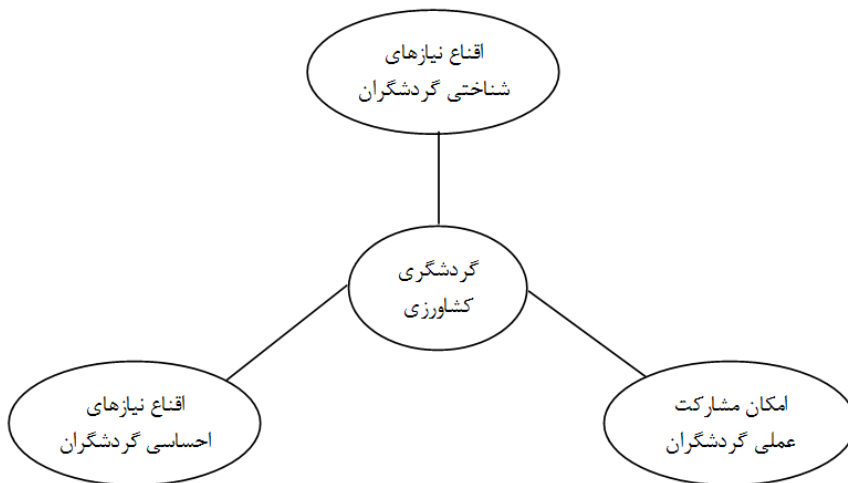 اقناع نیازهای
شناختی گردشگران
گردشگری
کشاورزی
امکان مشارکت
عملی گردشگران
اقناع نیازهای
احساسی گردشگران